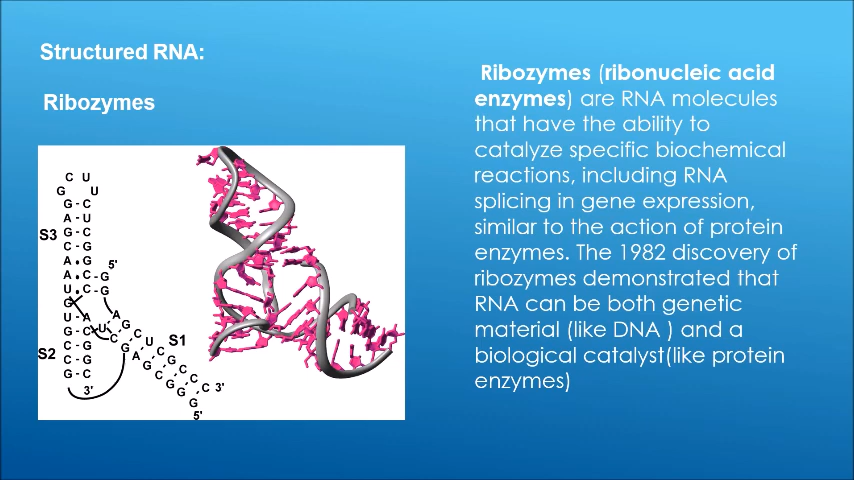 Structured RNA:
Ribozymes
Ribozymes (ribonucleic acid
enzymes) are RNA molecules
that have the ability to
catalyze specific biochemical
reactions, including RNA
splicing in gene expression,
similar to the action of protein
enzymes. The 1982 discovery of
ribozymes demonstrated that
RNA can be both genetic
material (like DNA ) and a
biological catalyst(like protein
enzymes)
C U
G U
G - C
A - U
G - C
S3
C - G
A G
A C
5'
G - G
C
U
A
G
C
U
S1
S2
3'
3'
5'